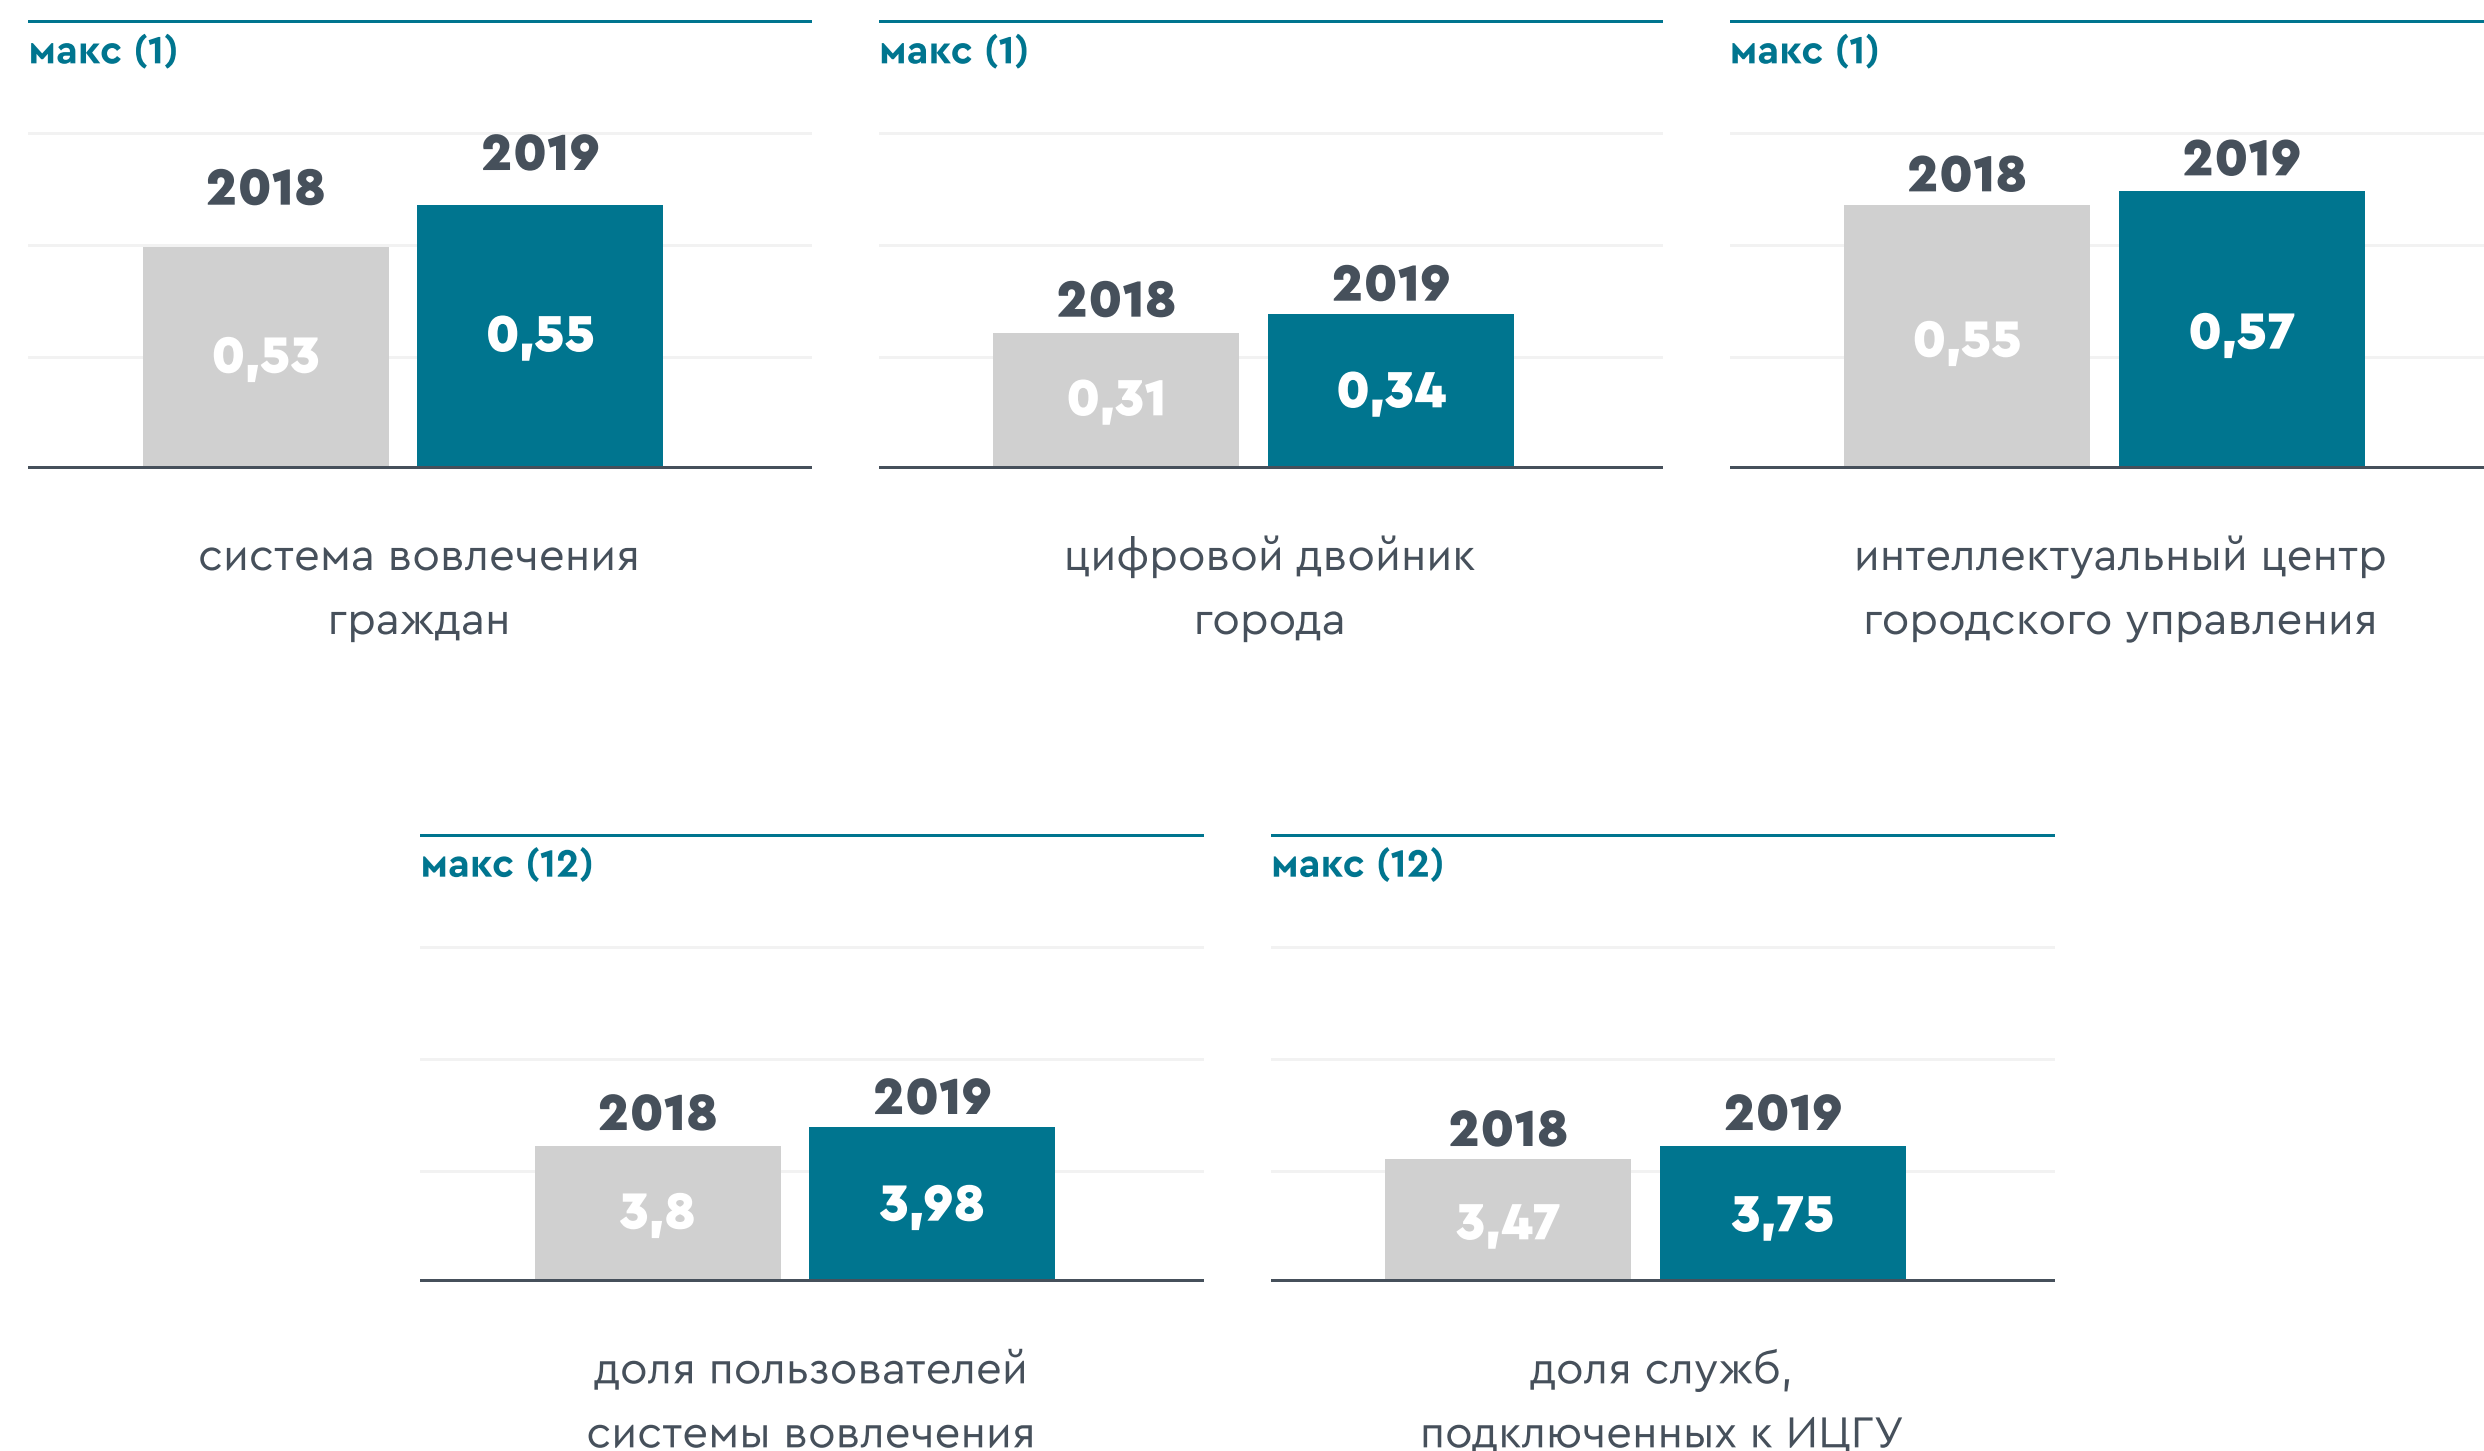 макс (1)
2018
2019
0,53
0,55
система вовлечения
граждан
макс (1)
2018
2019
0,31
0,34
цифровой двойник
города
макс (1)
2018
2019
0,55
0,57
интеллектуальный центр
городского управления
макс (12)
2018
2019
3,8
3,98
доля пользователей
системы вовлечения
макс (12)
2018
2019
3,47
3,75
доля служб,
подключенных к ИЦГУ